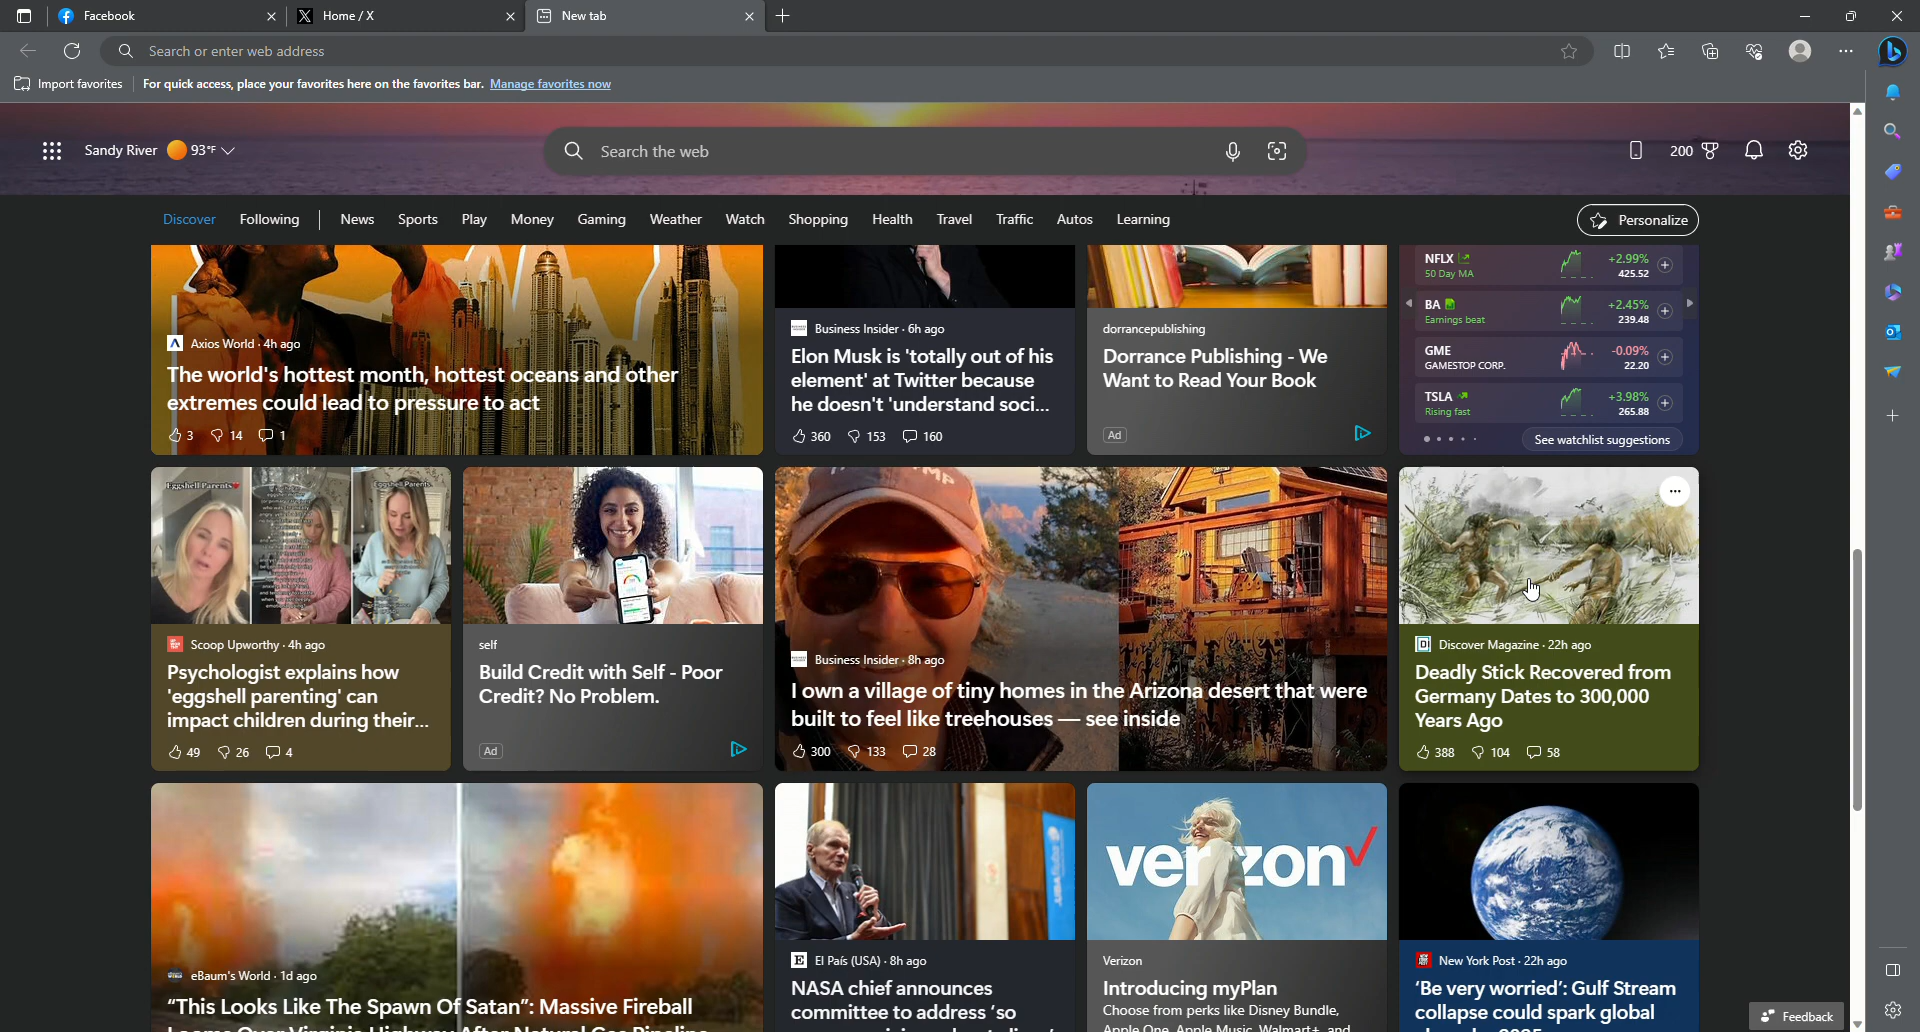 Facebook
Home / X
New tab
Search or enter web address
Import favorites
For quick access, place your favorites here on the favorites bar. Manage favorites now
Sandy River 93°F
Search the web
200
Discover Following News Sports Play Money Gaming Weather Watch Shopping Health Travel Traffic Autos Learning
Personalize
Axios World · 4h ago
The world's hottest month, hottest oceans and other
extremes could lead to pressure to act
3 14 1
Business Insider · 6h ago
Elon Musk is 'totally out of his
element' at Twitter because
he doesn't 'understand soci...
360 153 160
dorrancepublishing
Dorrance Publishing - We
Want to Read Your Book
Ad
NFLX +2.99%
50 Day MA 425.52
BA +2.45%
Earnings beat 239.48
GME -0.09%
GAMESTOP CORP. 22.20
TSLA +3.98%
Rising fast 265.88
See watchlist suggestions
Eggshell Parents
Eggshell Parents
Scoop Upworthy · 4h ago
Psychologist explains how
'eggshell parenting' can
impact children during their...
49 26 4
self
Build Credit with Self - Poor
Credit? No Problem.
Ad
Business Insider · 8h ago
I own a village of tiny homes in the Arizona desert that were
built to feel like treehouses — see inside
300 133 28
Discover Magazine · 22h ago
Deadly Stick Recovered from
Germany Dates to 300,000
Years Ago
388 104 58
eBaum's World · 1d ago
“This Looks Like The Spawn Of Satan”: Massive Fireball
El País (USA) · 8h ago
NASA chief announces
committee to address ‘so
verizon
Verizon
Introducing myPlan
Choose from perks like Disney Bundle,
Apple One, Apple Music, Walmart+, and
New York Post · 22h ago
‘Be very worried’: Gulf Stream
collapse could spark global
Feedback